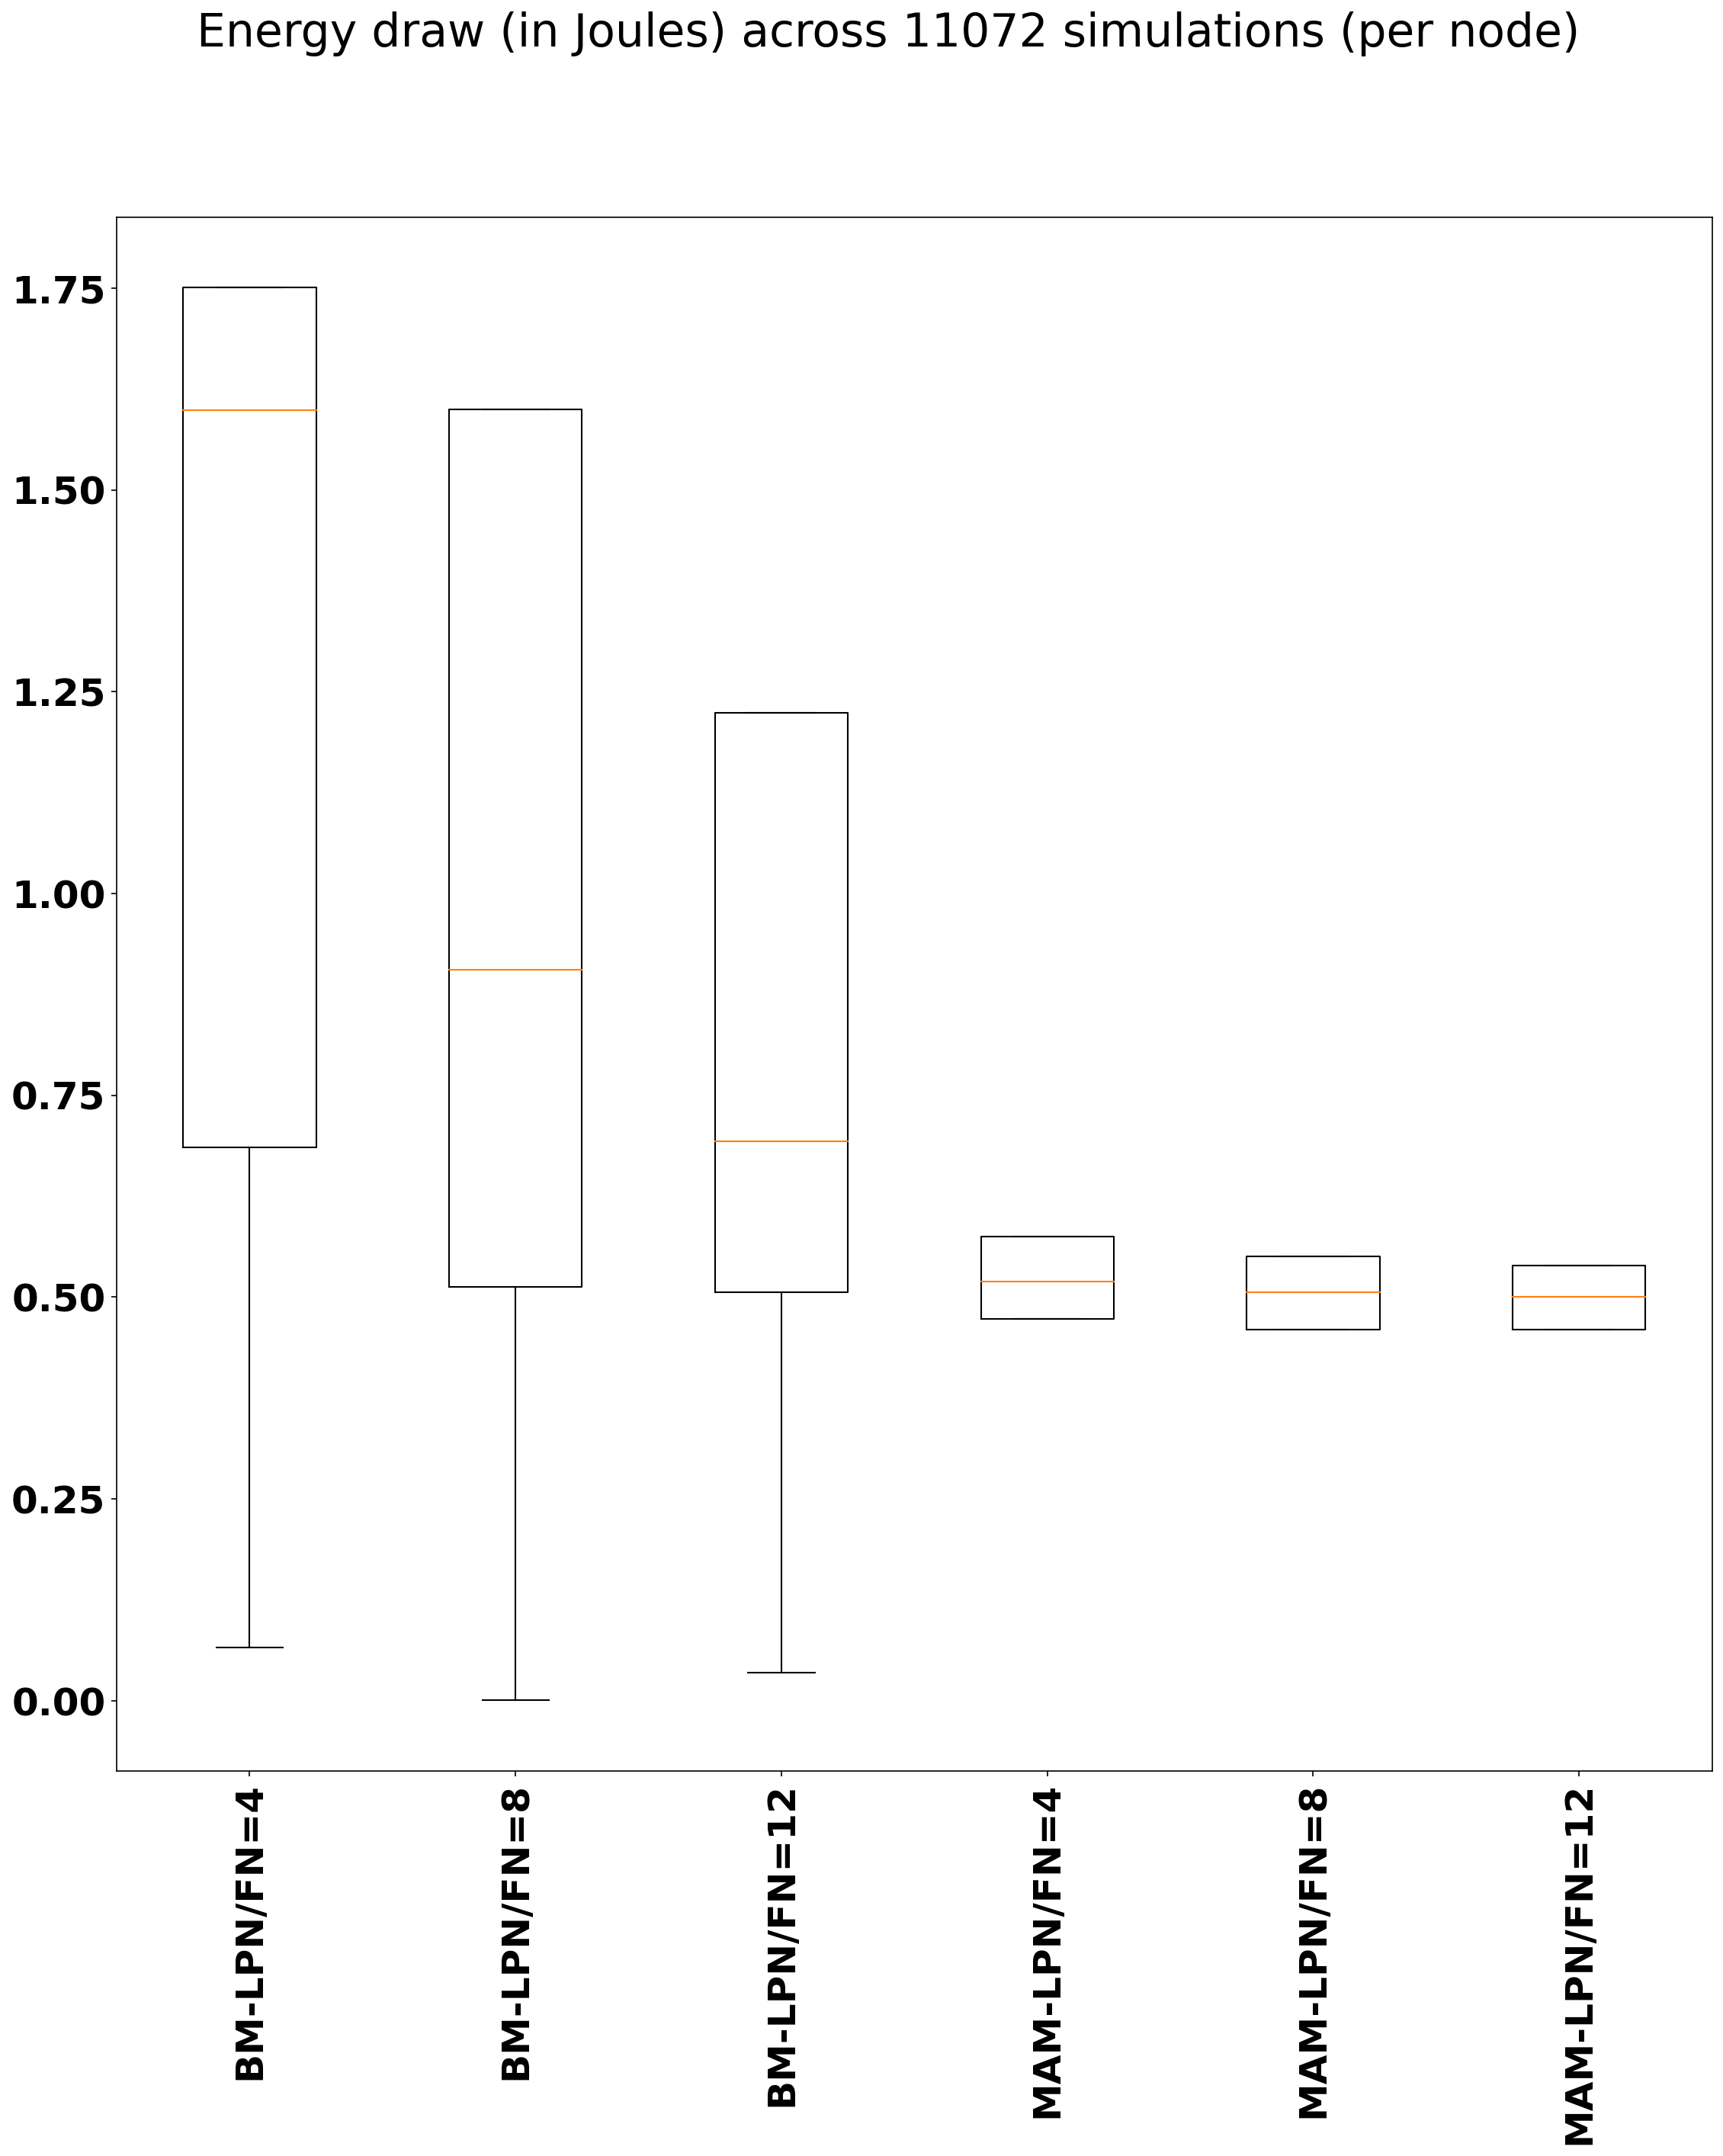 Energy draw (in Joules) across 11072 simulations (per node)
1.75
1.50
1.25
1.00
0.75
0.50
0.25
0.00
BM-LPN/FN=4
BM-LPN/FN=8
BM-LPN/FN=12
MAM-LPN/FN=4
MAM-LPN/FN=8
MAM-LPN/FN=12